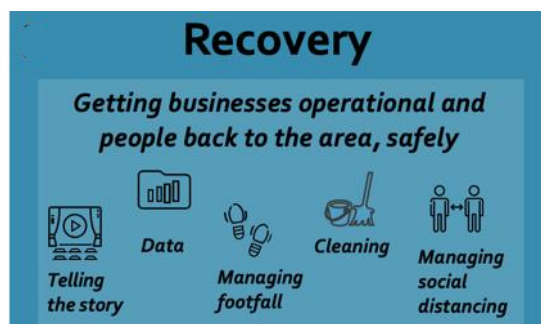 Recovery
Getting businesses operational and
people back to the area, safely
Telling
the story
Data
Managing
footfall
Cleaning
Managing
social
distancing